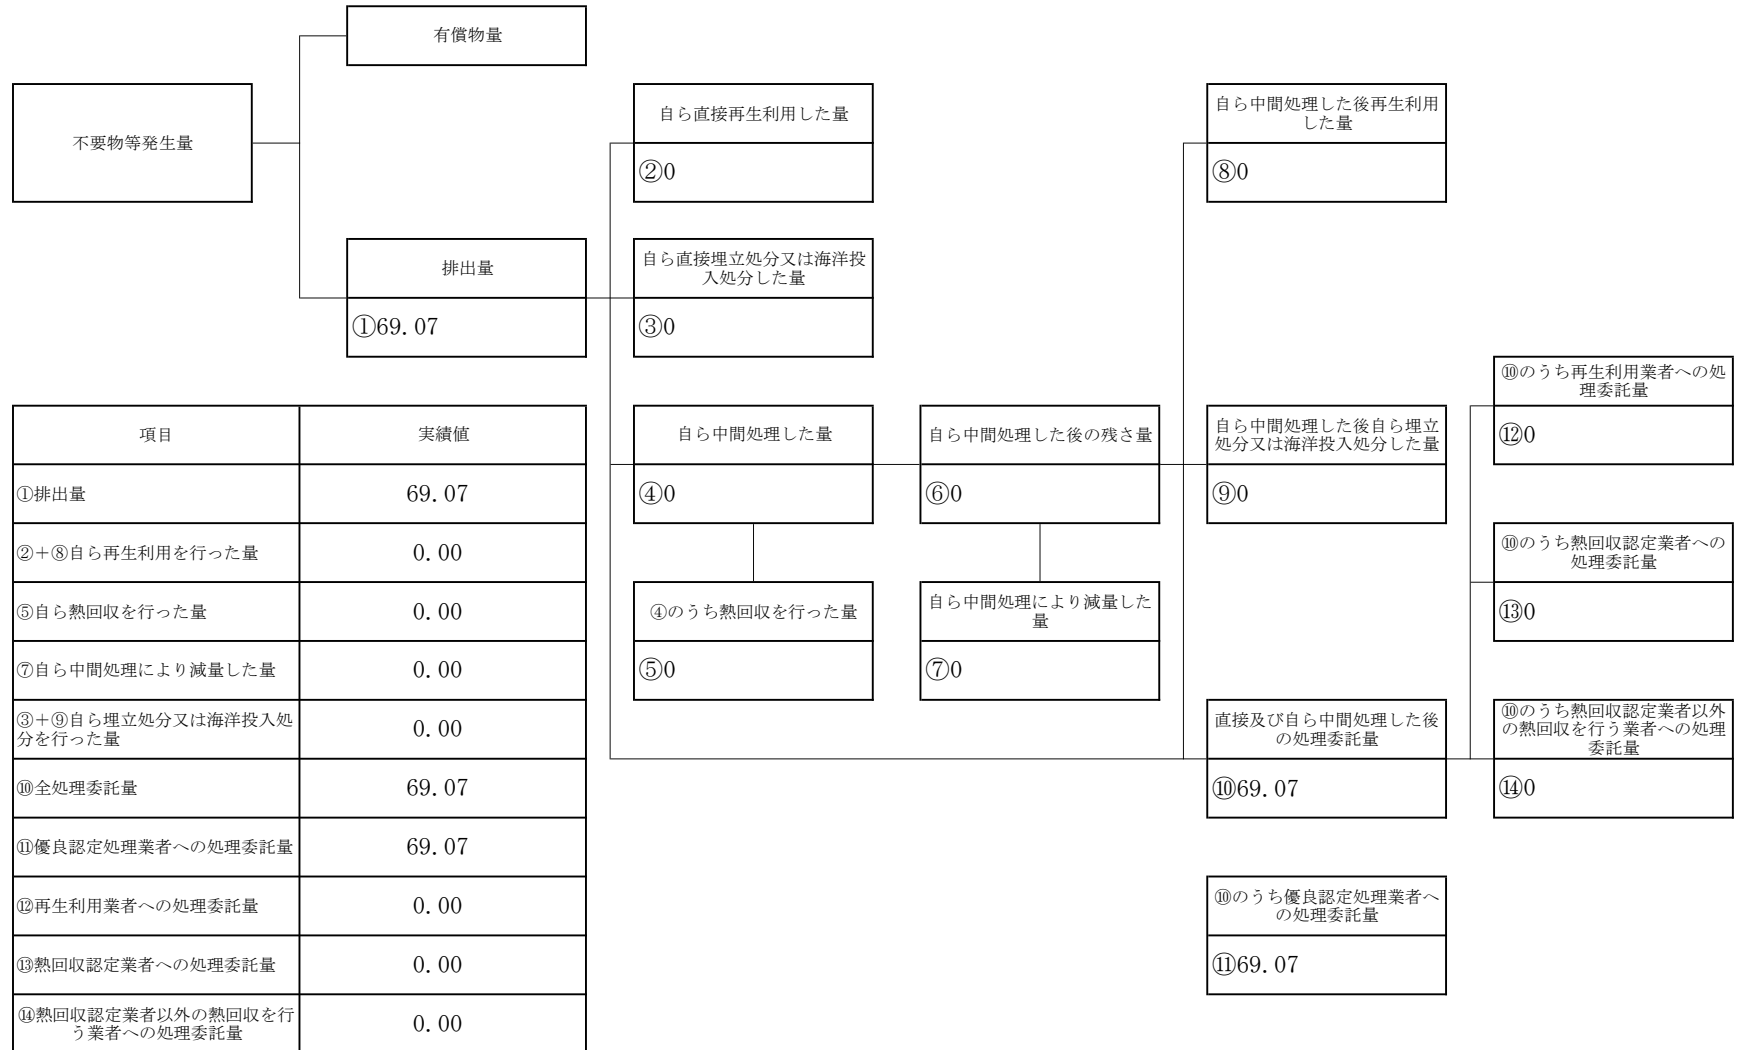 有償物量
不要物等発生量
排出量
①69.07
自ら直接再生利用した量
②0
自ら直接埋立処分又は海洋投
入処分した量
③0
自ら中間処理した量
④0
④のうち熱回収を行った量
⑤0
自ら中間処理した後の残さ量
⑥0
自ら中間処理により減量した
量
⑦0
自ら中間処理した後再生利用
した量
⑧0
自ら中間処理した後自ら埋立
処分又は海洋投入処分した量
⑨0
直接及び自ら中間処理した後
の処理委託量
⑩69.07
⑩のうち優良認定処理業者へ
の処理委託量
⑪69.07
⑩のうち再生利用業者への処
理委託量
⑫0
⑩のうち熱回収認定業者への
処理委託量
⑬0
⑩のうち熱回収認定業者以外
の熱回収を行う業者への処理
委託量
⑭0
項目 実績値
①排出量 69.07
②+⑧自ら再生利用を行った量 0.00
⑤自ら熱回収を行った量 0.00
⑦自ら中間処理により減量した量 0.00
③+⑨自ら埋立処分又は海洋投入処
分を行った量 0.00
⑩全処理委託量 69.07
⑪優良認定処理業者への処理委託量 69.07
⑫再生利用業者への処理委託量 0.00
⑬熱回収認定業者への処理委託量 0.00
⑭熱回収認定業者以外の熱回収を行
う業者への処理委託量 0.00